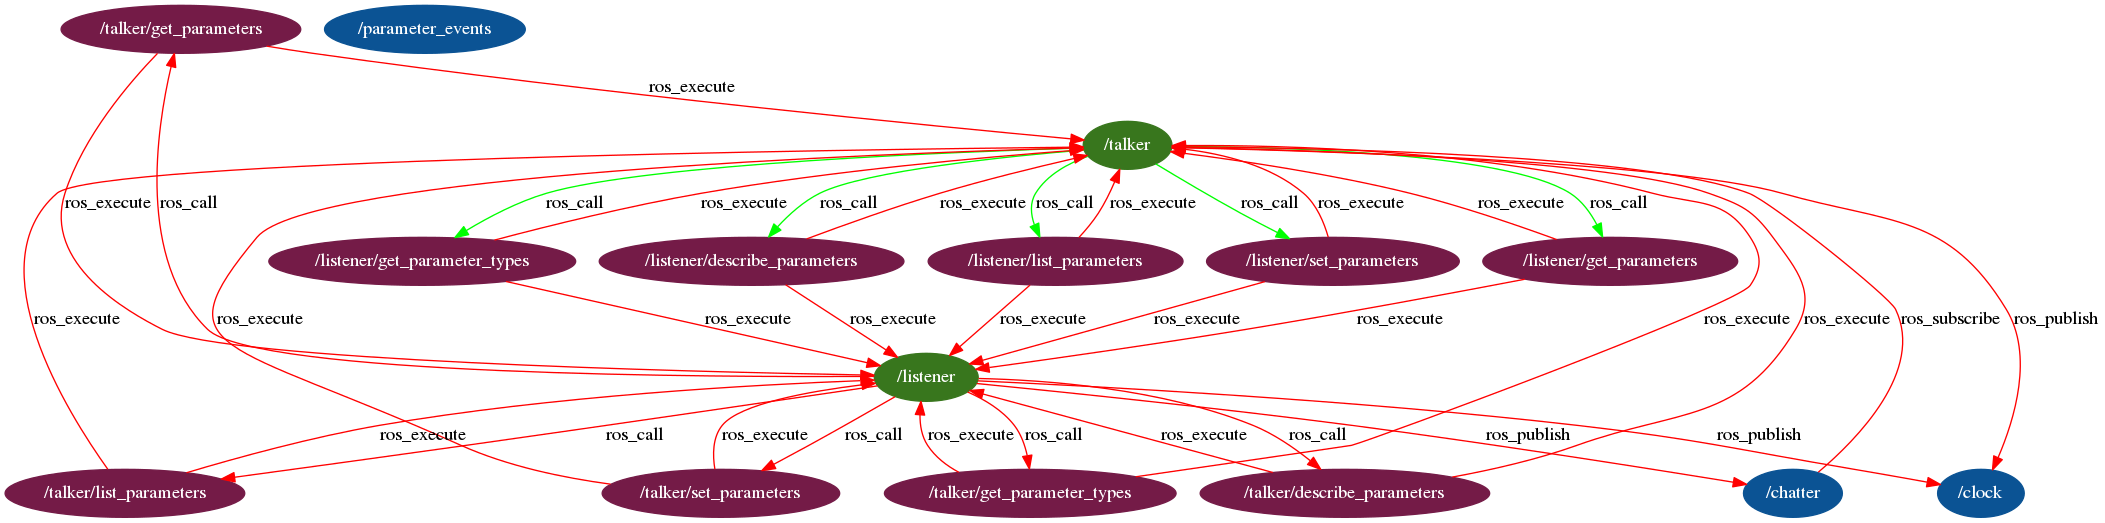 /talker/get_parameters
/parameter_events
ros_execute
/talker
ros_execute
ros_call
ros_call
ros_execute
ros_call
ros_execute
ros_call
ros_execute
ros_call
ros_execute
ros_execute
ros_call
/listener/get_parameter_types
/listener/describe_parameters
/listener/list_parameters
/listener/set_parameters
/listener/get_parameters
ros_execute
ros_execute
ros_execute
ros_execute
ros_execute
ros_execute
ros_execute
ros_execute
ros_execute
ros_subscribe
ros_publish
/listener
ros_execute
ros_call
ros_execute
ros_call
ros_execute
ros_call
ros_execute
ros_call
ros_publish
ros_publish
/talker/list_parameters
/talker/set_parameters
/talker/get_parameter_types
/talker/describe_parameters
/chatter
/clock